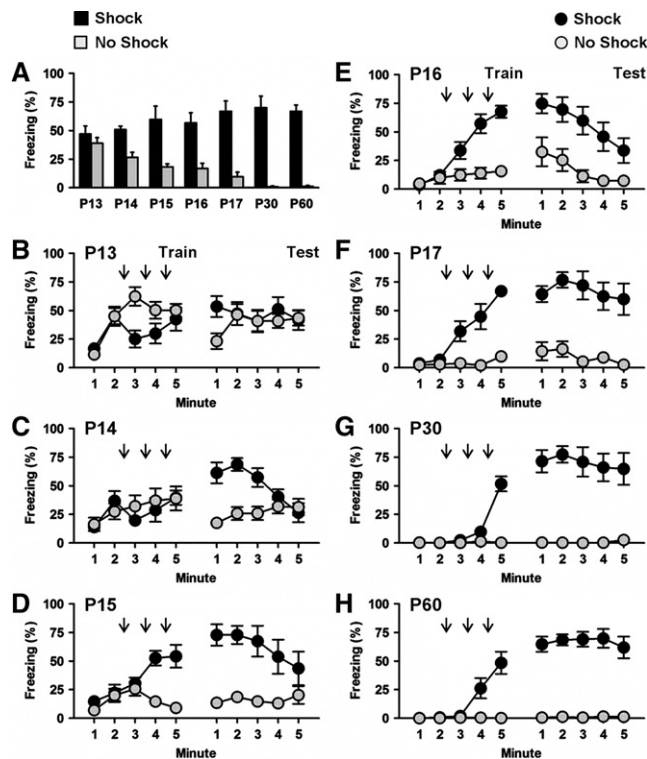 Shock
No Shock
A
Freezing (%)
100
75
50
25
0
P13 P14 P15 P16 P17 P30 P60
B
P13
Train
Test
Freezing (%)
100
75
50
25
0
1 2 3 4 5 1 2 3 4 5
Minute
C
P14
Freezing (%)
100
75
50
25
0
1 2 3 4 5 1 2 3 4 5
Minute
D
P15
Freezing (%)
100
75
50
25
0
1 2 3 4 5 1 2 3 4 5
Minute
Shock
No Shock
E
P16
Train
Test
Freezing (%)
100
75
50
25
0
1 2 3 4 5 1 2 3 4 5
Minute
F
P17
Freezing (%)
100
75
50
25
0
1 2 3 4 5 1 2 3 4 5
Minute
G
P30
Freezing (%)
100
75
50
25
0
1 2 3 4 5 1 2 3 4 5
Minute
H
P60
Freezing (%)
100
75
50
25
0
1 2 3 4 5 1 2 3 4 5
Minute